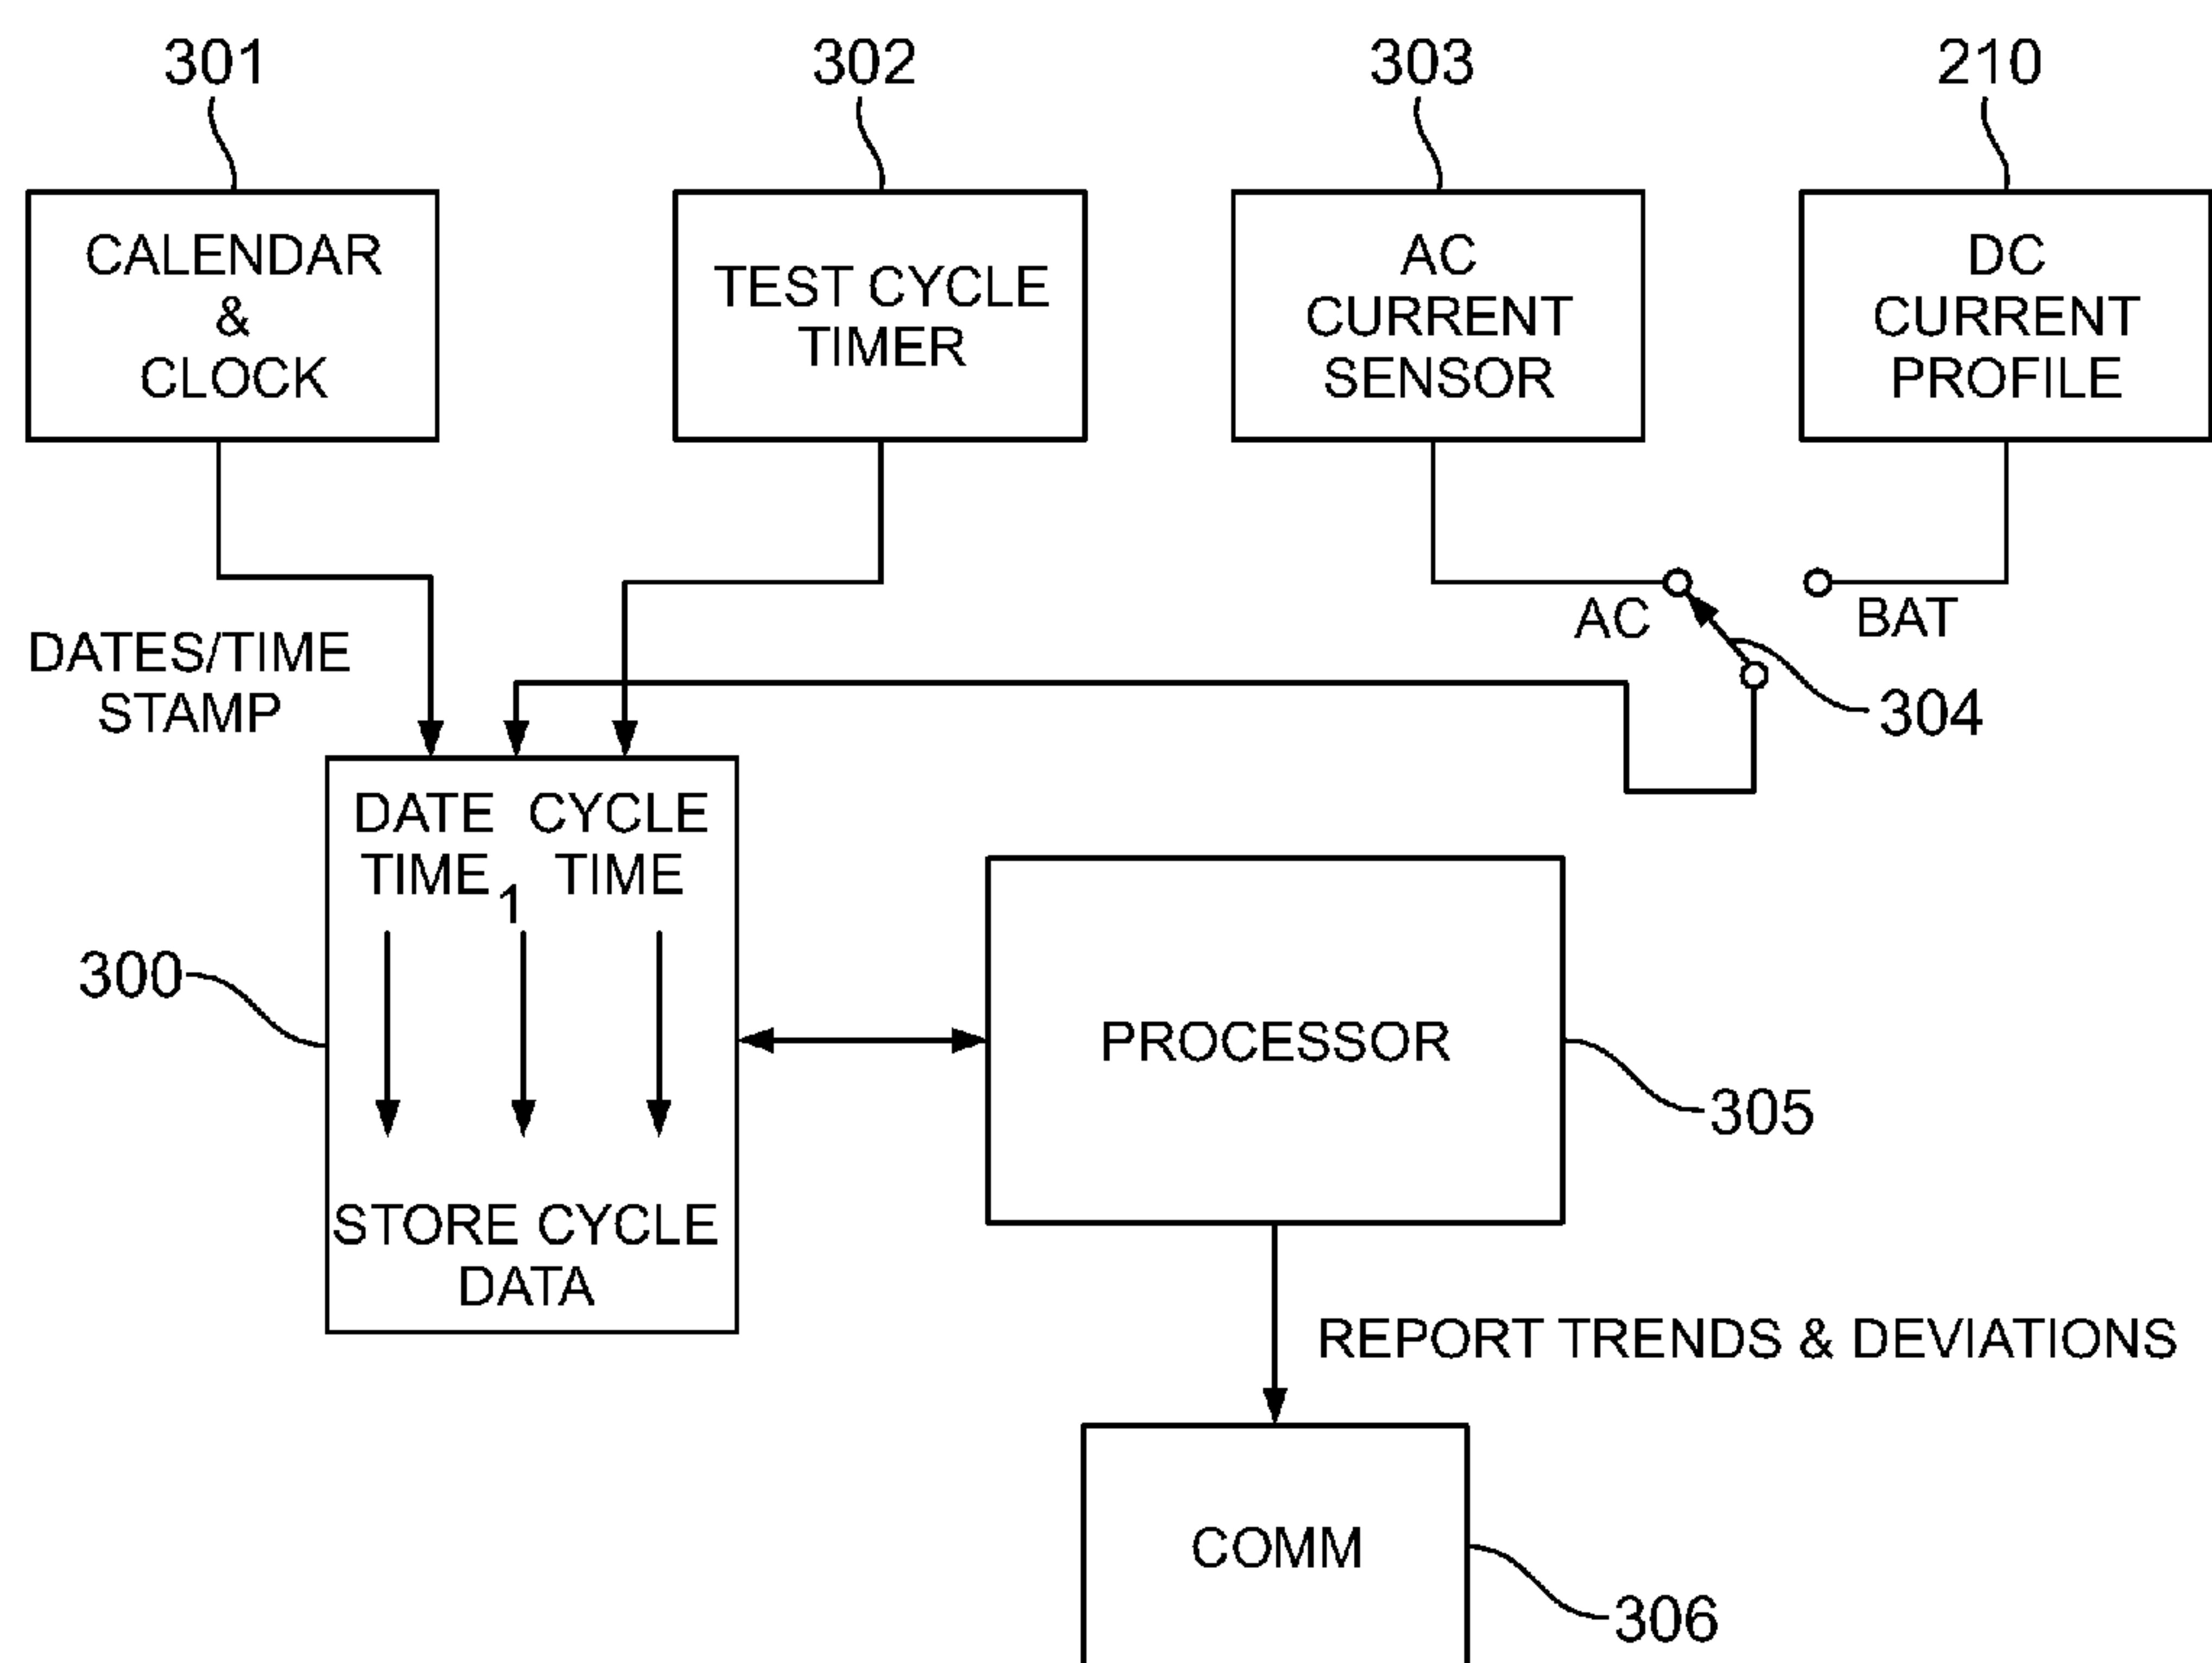 301
302
303
210
CALENDAR
&
CLOCK
TEST CYCLE
TIMER
AC
CURRENT
SENSOR
DC
CURRENT
PROFILE
DATES/TIME
STAMP
AC
BAT
304
DATE CYCLE
TIME 1 TIME
300
STORE CYCLE
DATA
PROCESSOR
305
REPORT TRENDS & DEVIATIONS
COMM
306